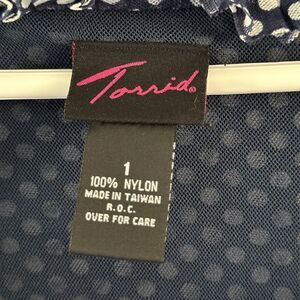 Torrid®
1
100% NYLON
MADE IN TAIWAN
R.O.C.
OVER FOR CARE